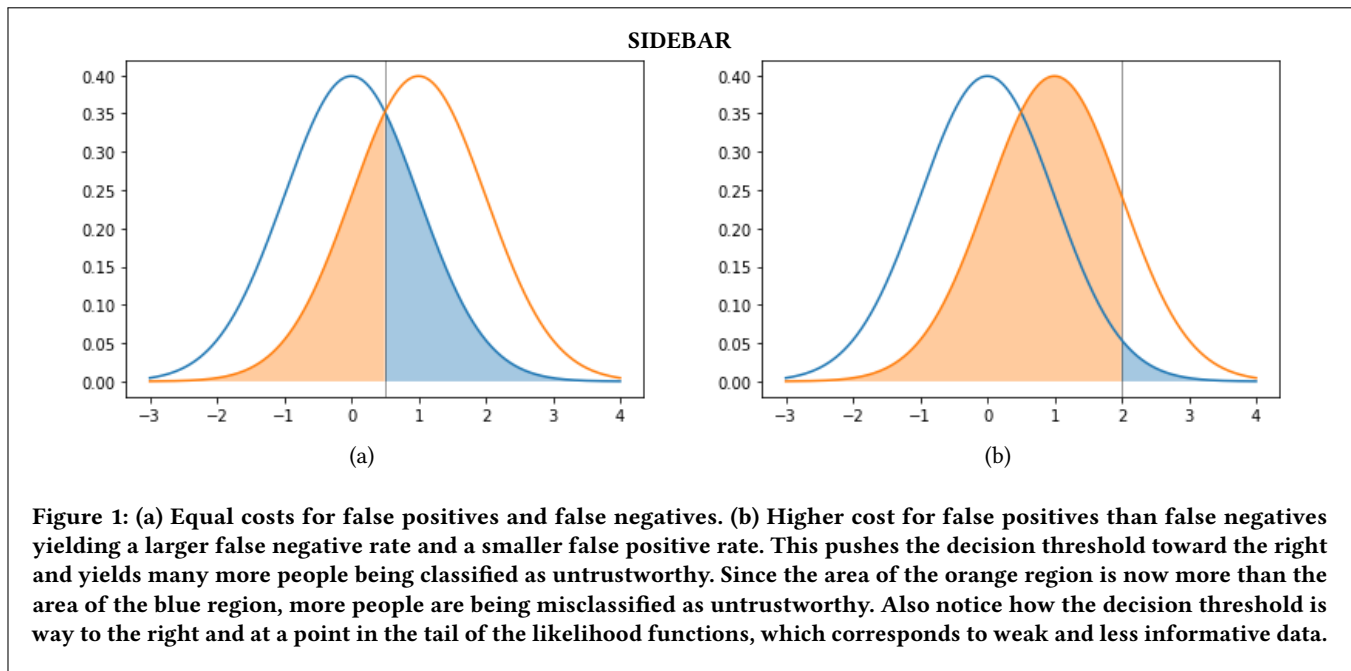 SIDEBAR
0.40
0.35
0.30
0.25
0.20
0.15
0.10
0.05
0.00
−3 −2 −1 0 1 2 3 4
(a)
0.40
0.35
0.30
0.25
0.20
0.15
0.10
0.05
0.00
−3 −2 −1 0 1 2 3 4
(b)
Figure 1: (a) Equal costs for false positives and false negatives. (b) Higher cost for false positives than false negatives
yielding a larger false negative rate and a smaller false positive rate. This pushes the decision threshold toward the right
and yields many more people being classified as untrustworthy. Since the area of the orange region is now more than the
area of the blue region, more people are being misclassified as untrustworthy. Also notice how the decision threshold is
way to the right and at a point in the tail of the likelihood functions, which corresponds to weak and less informative data.